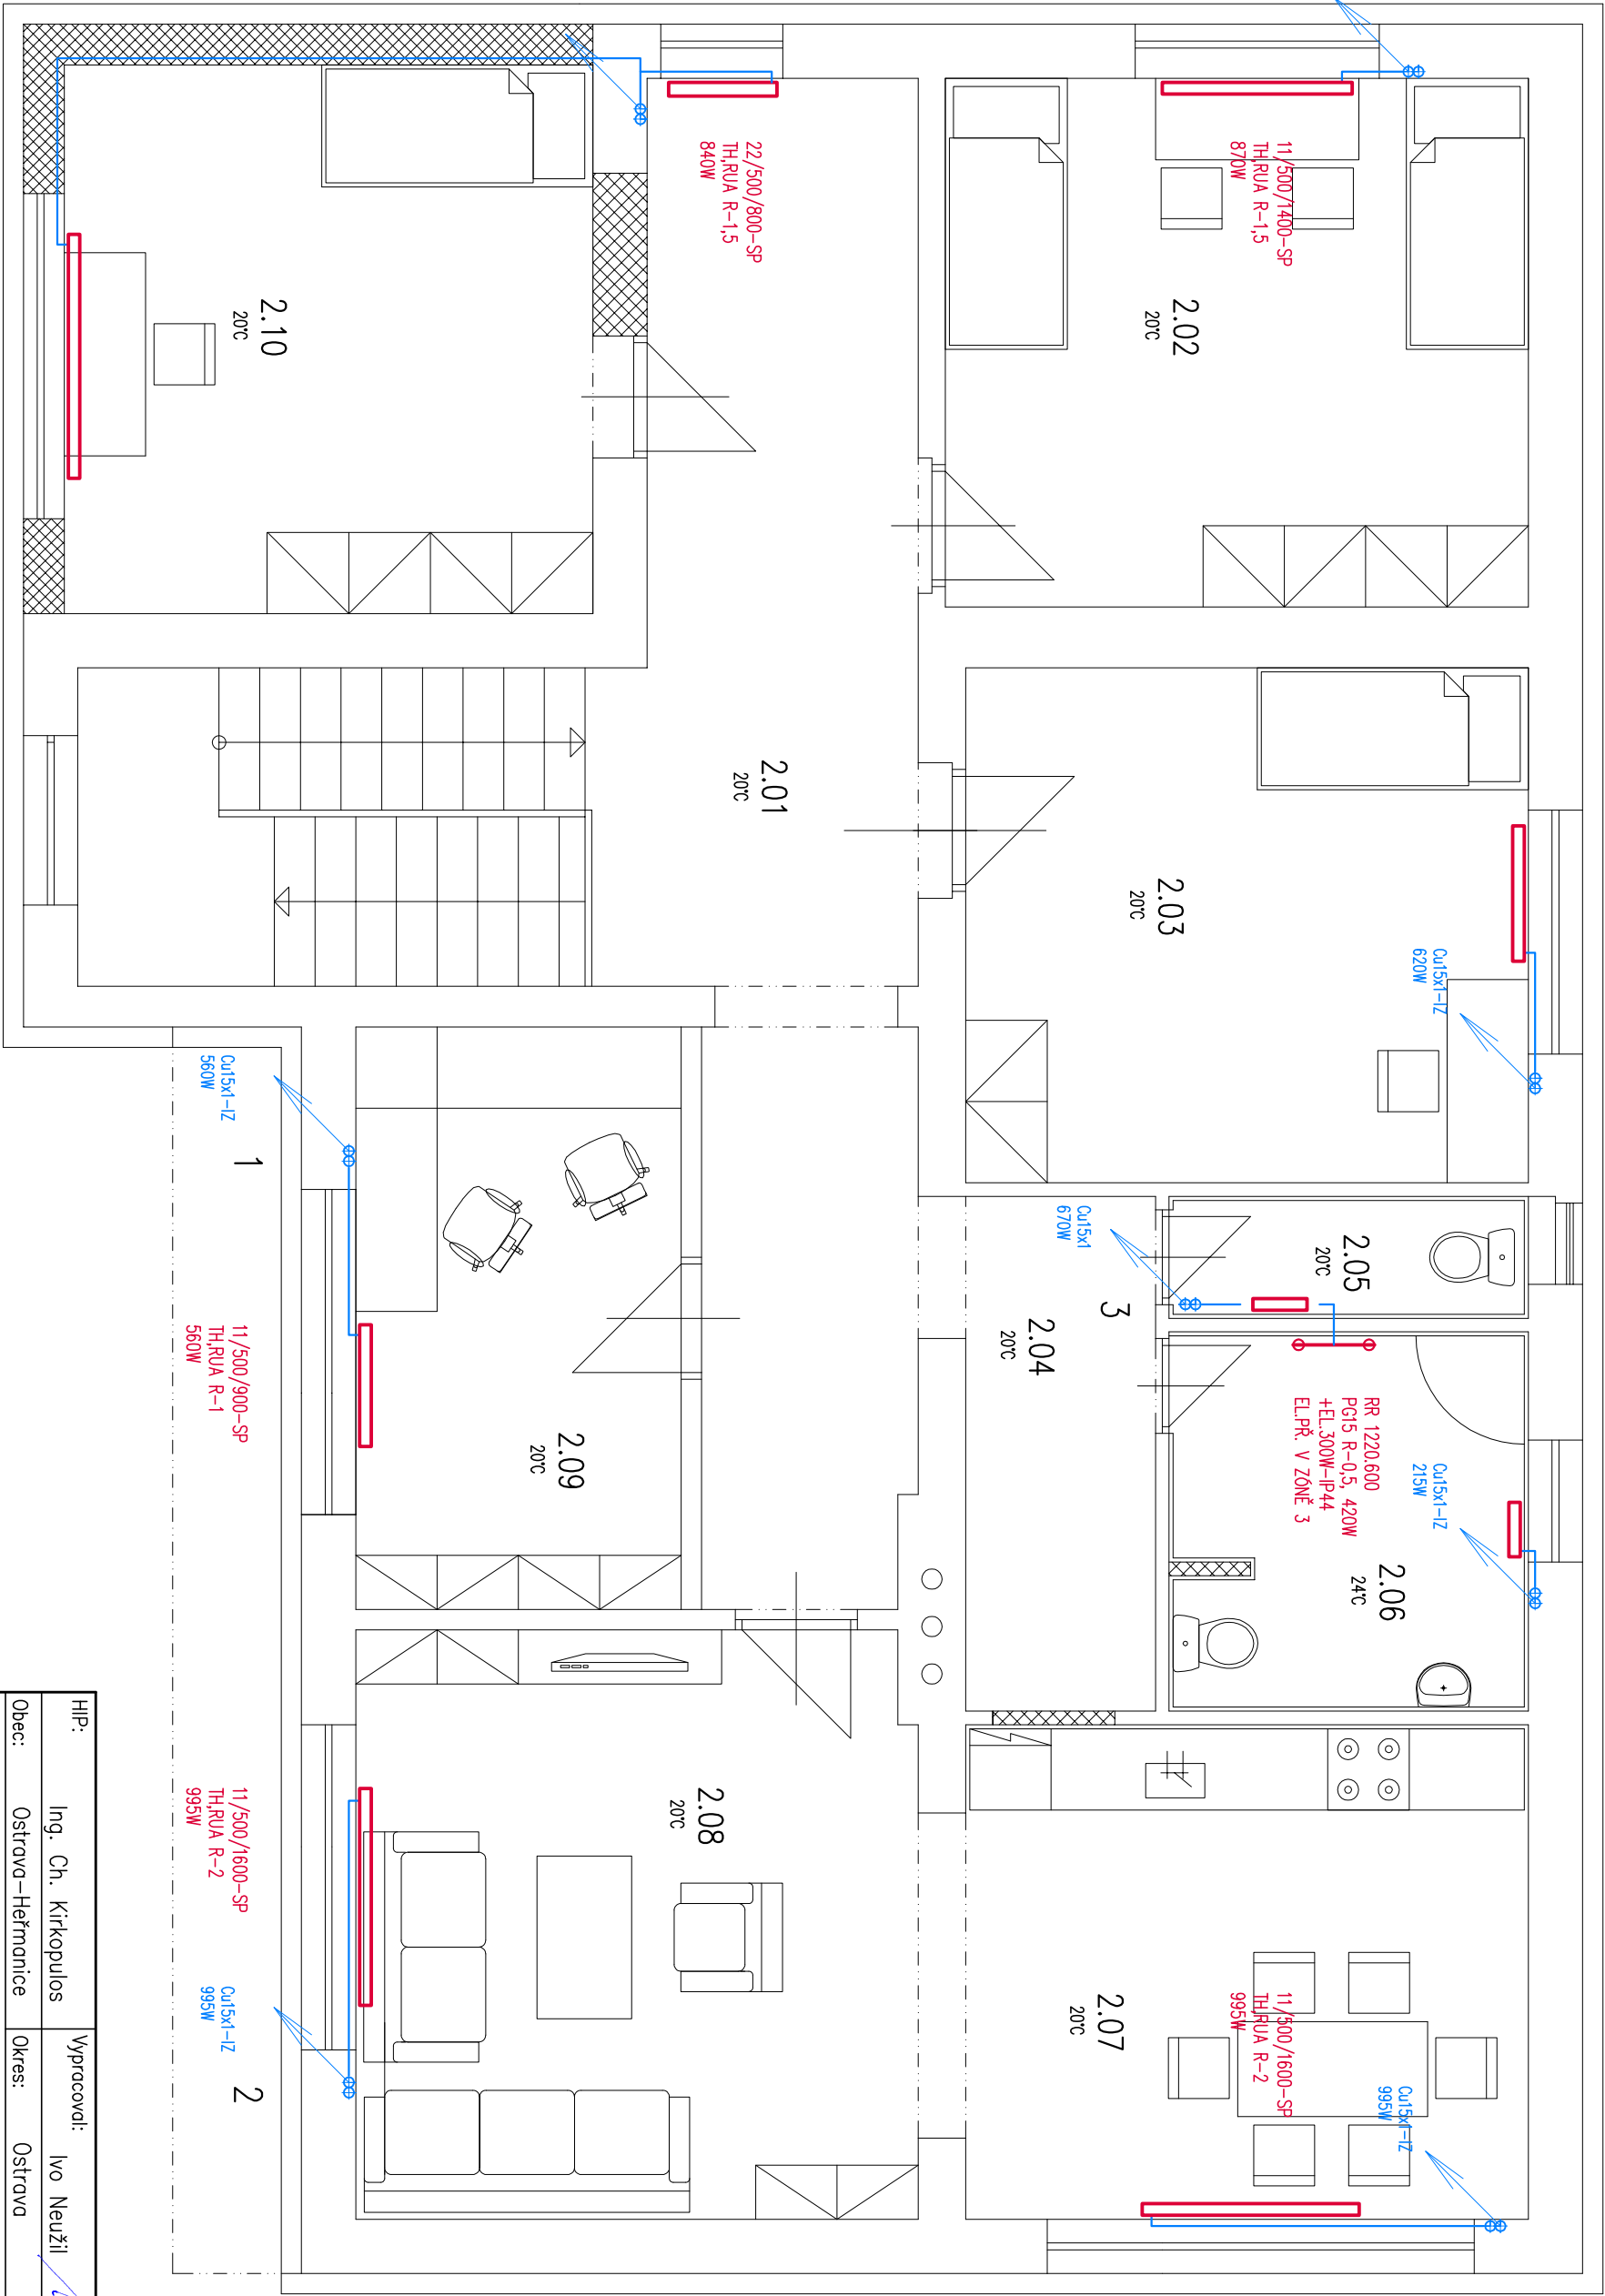 22/500/800-SP
TH,RUA R-1,5
840W
11/500/1400-SP
TH,RUA R-1,5
870W
2.10
20°C
2.02
20°C
2.01
20°C
2.03
20°C
Cu15x1-IZ
620W
Cu15x1-IZ
560W
1
Cu15x1
670W
3
2.05
20°C
2.04
20°C
11/500/900-SP
TH,RUA R-1
560W
2.09
20°C
RR 1220.600
PG15 R-0,5, 420W
+EL.300W-IP44
EL.PŘ. V ZÓNĚ 3
Cu15x1-IZ
215W
2.06
24°C
2.08
20°C
11/500/1600-SP
TH,RUA R-2
995W
Cu15x1-IZ
995W
2
2.07
20°C
11/500/1600-SP
TH,RUA R-2
995W
Cu15x1-IZ
995W
HIP: Ing. Ch. Kirkopulos
Vypracoval: Ivo Neužil
Obec: Ostrava-Heřmanice
Okres: Ostrava